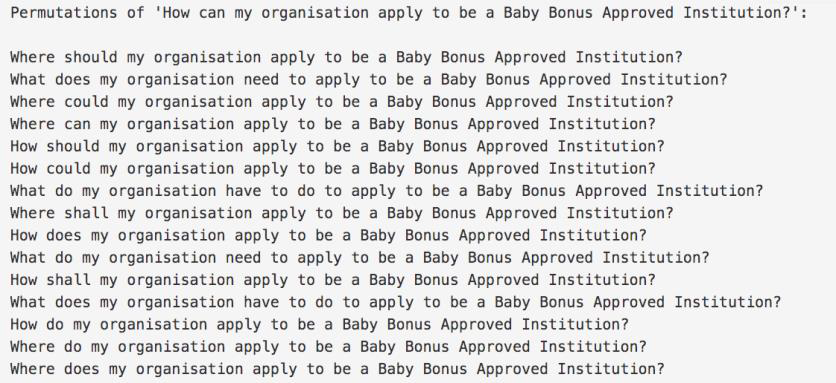 Permutations of 'How can my organisation apply to be a Baby Bonus Approved Institution?':
Where should my organisation apply to be a Baby Bonus Approved Institution?
What does my organisation need to apply to be a Baby Bonus Approved Institution?
Where could my organisation apply to be a Baby Bonus Approved Institution?
Where can my organisation apply to be a Baby Bonus Approved Institution?
How should my organisation apply to be a Baby Bonus Approved Institution?
How could my organisation apply to be a Baby Bonus Approved Institution?
What do my organisation have to do to apply to be a Baby Bonus Approved Institution?
Where shall my organisation apply to be a Baby Bonus Approved Institution?
How does my organisation apply to be a Baby Bonus Approved Institution?
What do my organisation need to apply to be a Baby Bonus Approved Institution?
How shall my organisation apply to be a Baby Bonus Approved Institution?
What does my organisation have to do to apply to be a Baby Bonus Approved Institution?
How do my organisation apply to be a Baby Bonus Approved Institution?
Where do my organisation apply to be a Baby Bonus Approved Institution?
Where does my organisation apply to be a Baby Bonus Approved Institution?